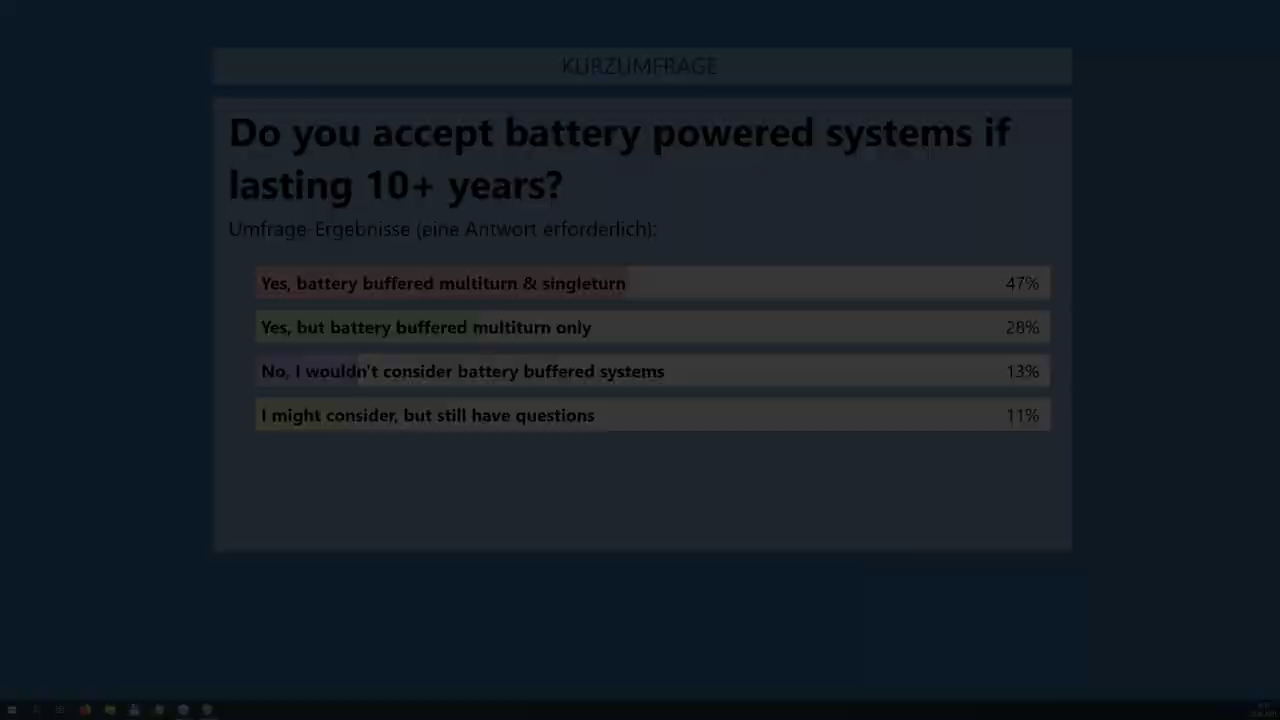 KURZUMFRAGE
Do you accept battery powered systems if
lasting 10+ years?
Umfrage-Ergebnisse (eine Antwort erforderlich):
Yes, battery buffered multiturn & singleturn 47%
Yes, but battery buffered multiturn only 28%
No, I wouldn't consider battery buffered systems 13%
I might consider, but still have questions 11%